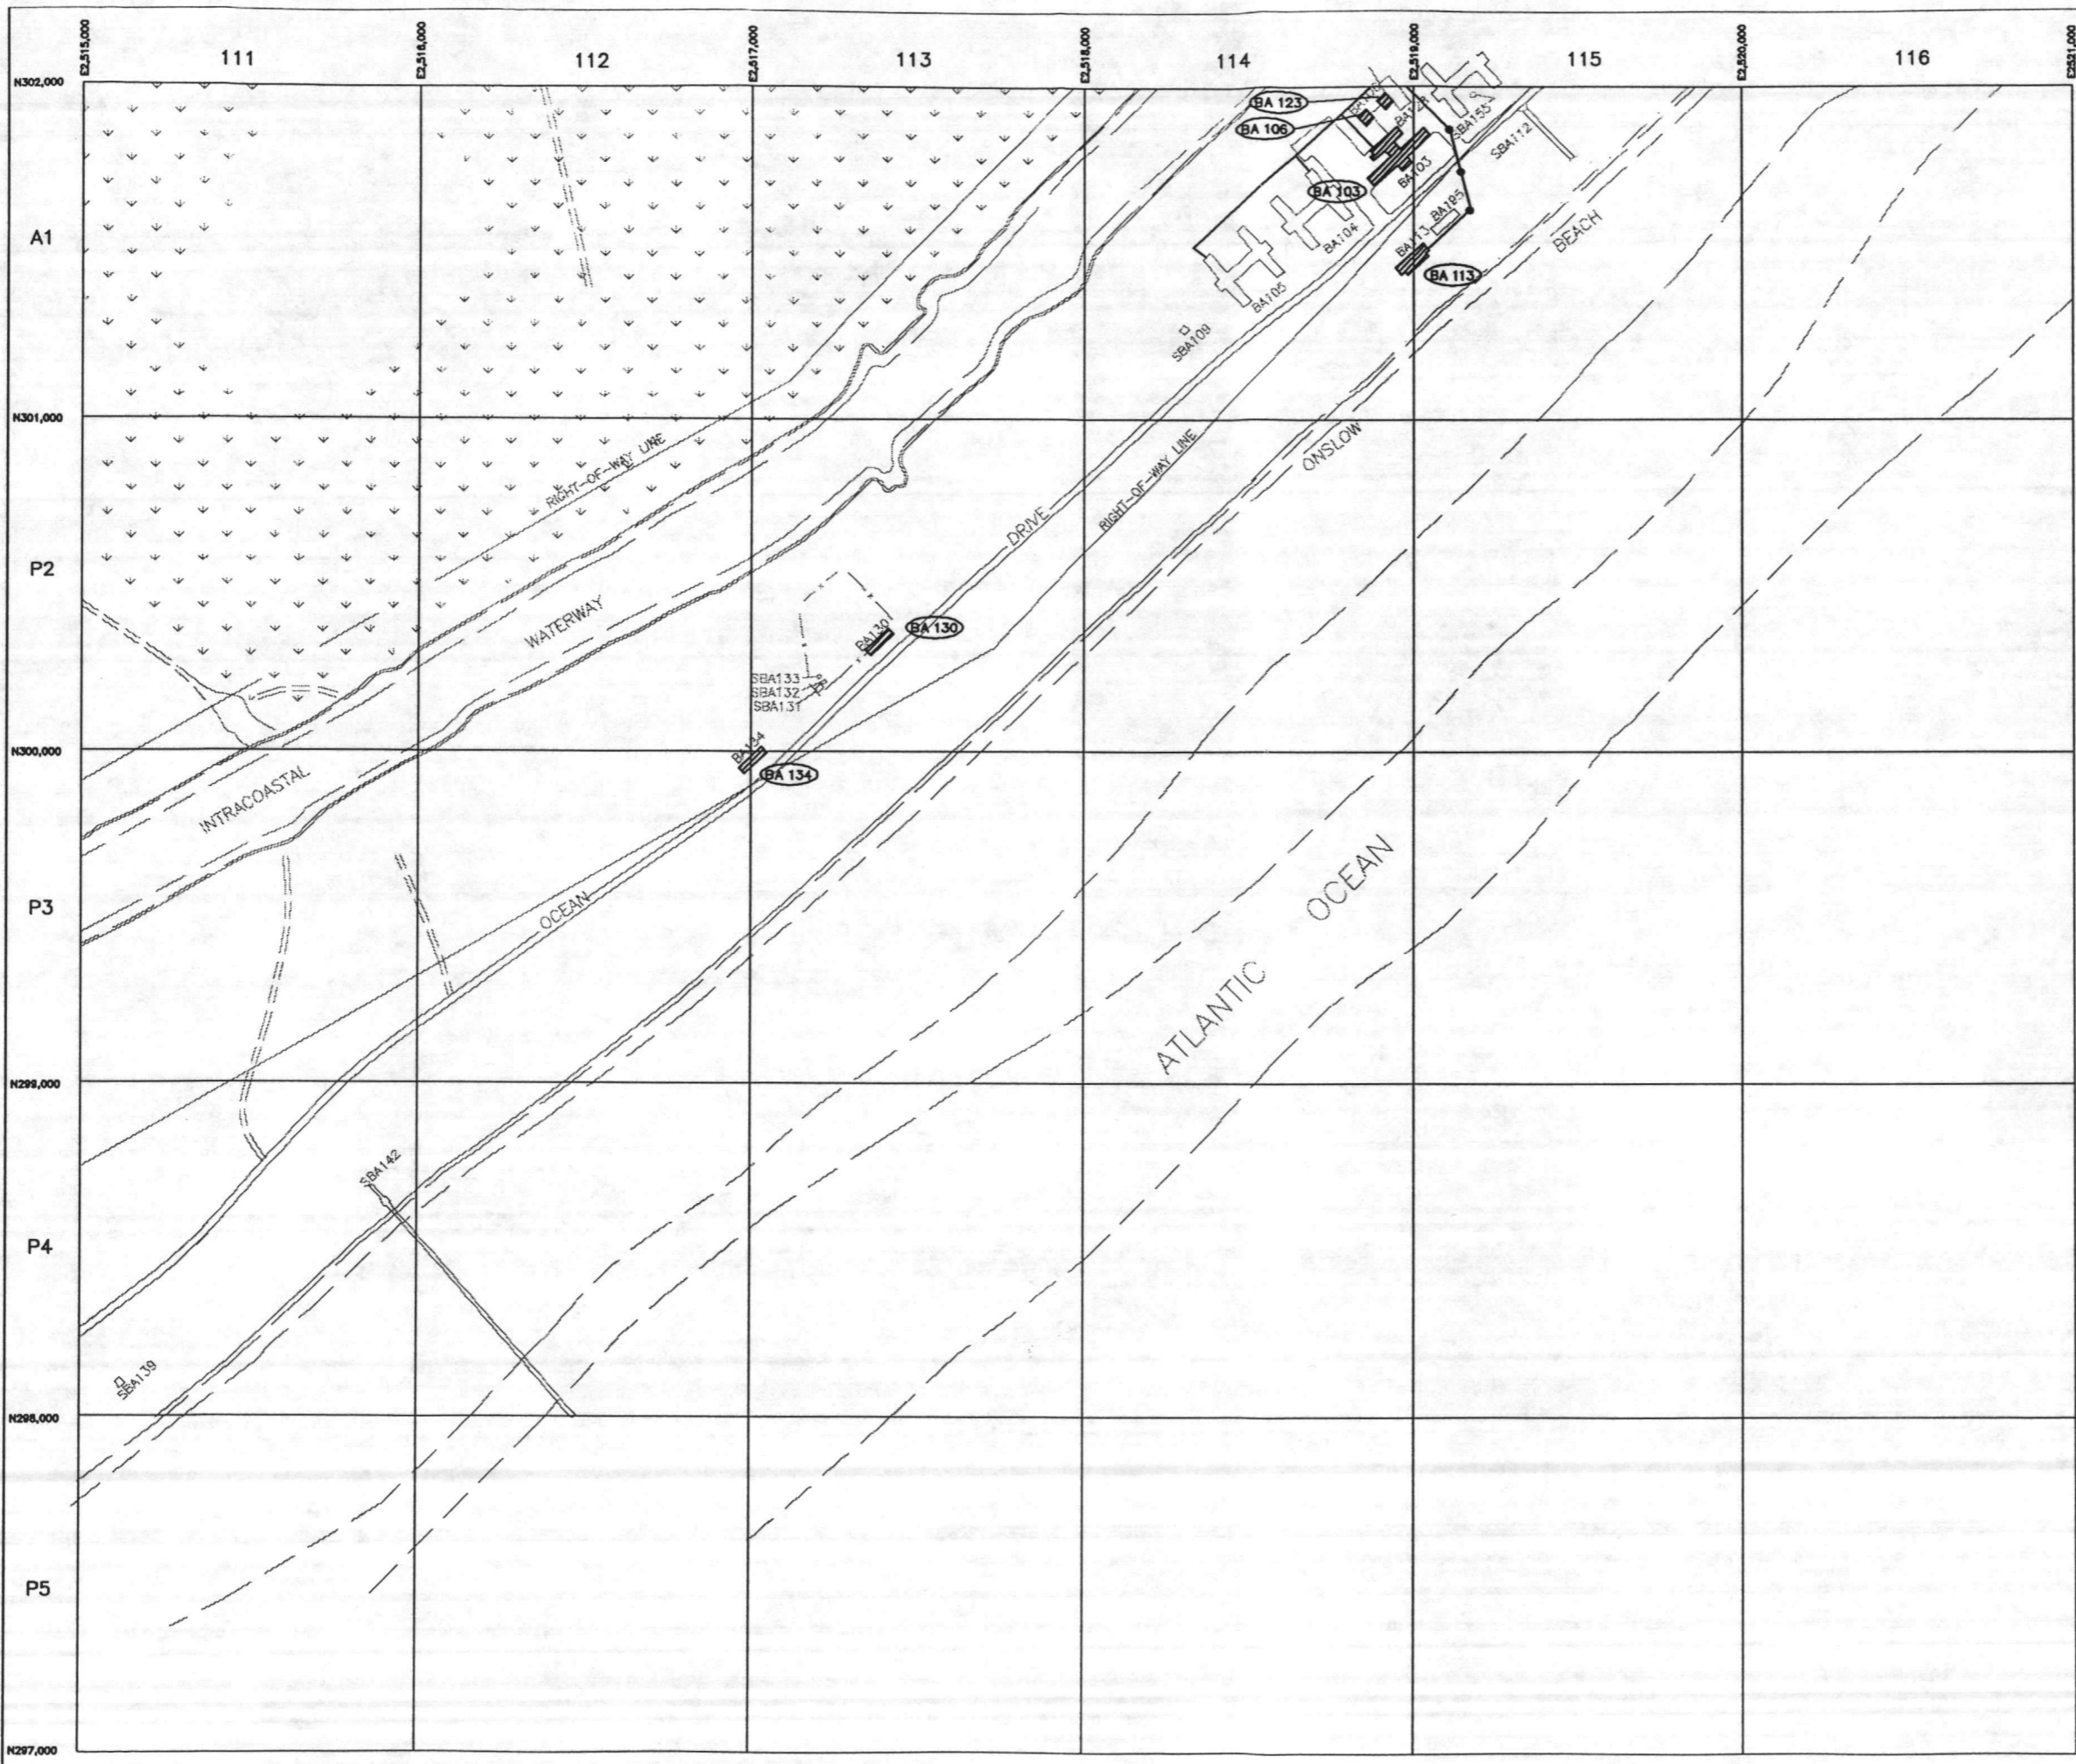 E2,515,000
111
E2,516,000
112
E2,517,000
113
E2,518,000
114
E2,519,000
115
E2,520,000
116
E2,521,000
N302,000
BA 123
BA 106
SBA155
SBA112
BA103
BA 103
A1
BA104
BA195
BA113
BA 113
BEACH
BA105
SBA109
N301,000
RIGHT-OF-WAY LINE
ONSLOW
RIGHT-OF-WAY LINE
DRIVE
P2
WATERWAY
BA130
BA 130
SBA133
SBA132
SBA131
N300,000
BA134
BA 134
INTRACOASTAL
OCEAN
P3
OCEAN
ATLANTIC
N299,000
SBA142
P4
SBA139
N298,000
P5
N297,000